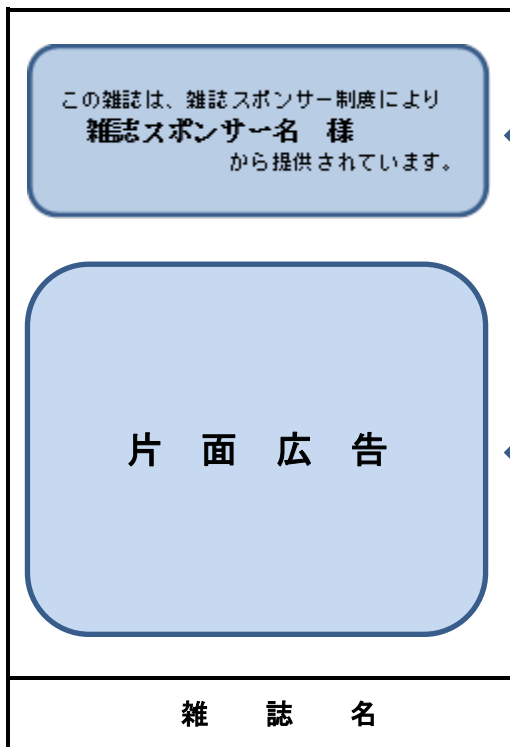 この雑誌は、雑誌スポンサー制度により
雑誌スポンサー名　様
から提供されています。
片　面　広　告
雑　誌　名